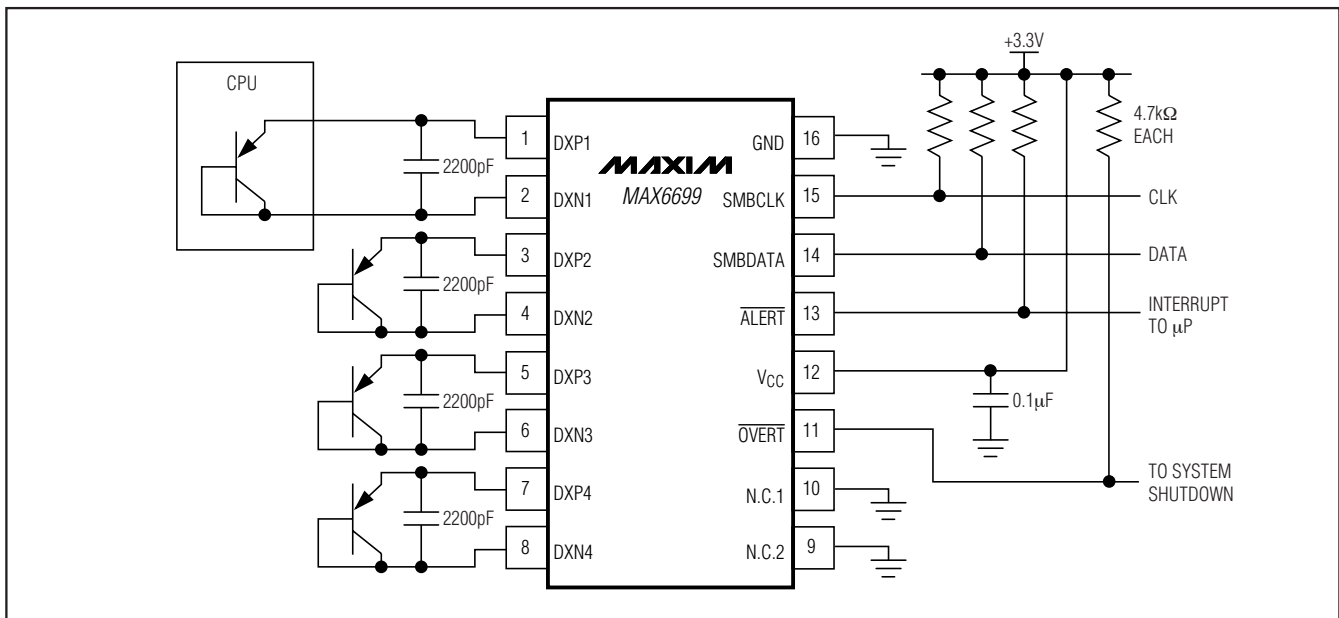 +3.3V
CPU
4.7kΩ
EACH
1
DXP1
GND
16
2200pF
MAXIM
MAX6699
2
DXN1
SMBCLK
15
CLK
3
DXP2
SMBDATA
14
DATA
2200pF
4
DXN2
ALERT
13
INTERRUPT
TO μP
5
DXP3
VCC
12
2200pF
0.1μF
6
DXN3
OVERT
11
7
DXP4
N.C.1
10
TO SYSTEM
SHUTDOWN
2200pF
8
DXN4
N.C.2
9